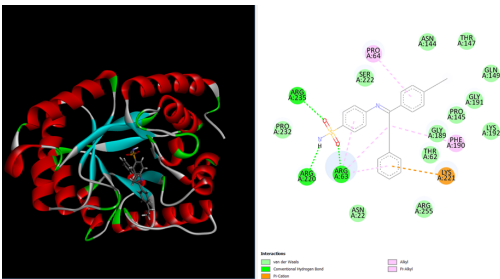 ASN
A:144
THR
A:147
PRO
A:64
GLN
A:149
SER
A:222
ARG
A:235
GLY
A:191
PRO
A:145
LYS
A:192
PRO
A:232
GLY
A:189
PHE
A:190
THR
A:62
N
N
H
O
O
S
ARG
A:220
ARG
A:63
LYS
A:221
ASN
A:22
ARG
A:255
Interactions
van der Waals
Conventional Hydrogen Bond
Pi-Cation
Alkyl
Pi-Alkyl